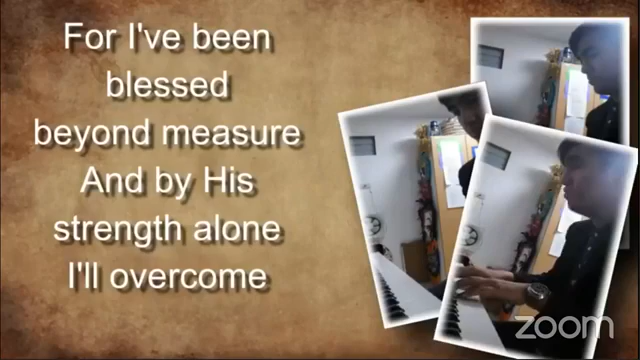 For I've been
blessed
beyond measure
And by His
strength alone
I'll overcome
zoom